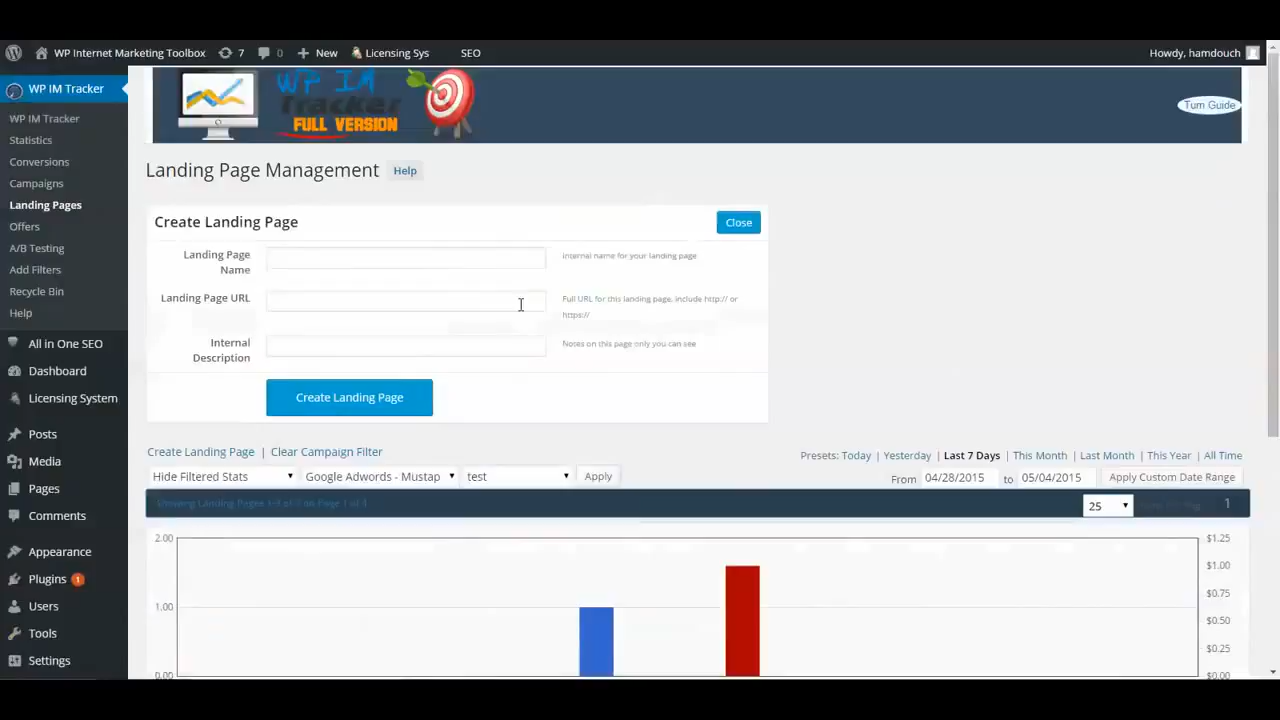 WP Internet Marketing Toolbox 7 0 New Licensing Sys SEO Howdy, hamdouch
WP IM Tracker
WP IM Tracker
Statistics
Conversions
Campaigns
Landing Pages
Offers
A/B Testing
Add Filters
Recycle Bin
Help
All in One SEO
Dashboard
Licensing System
Posts
Media
Pages
Comments
Appearance
Plugins 1
Users
Tools
Settings
WP IM
Tracker
FULL VERSION
Landing Page Management Help
Create Landing Page Close
Landing Page Name Internal name for your landing page
Landing Page URL Full URL for this landing page, include http:// or
https://
Internal Description Notes on this page only you can see
Create Landing Page
Create Landing Page | Clear Campaign Filter
Presets: Today | Yesterday | Last 7 Days | This Month | Last Month | This Year | All Time
Hide Filtered Stats Google Adwords - Mustap test Apply
From 04/28/2015 to 05/04/2015 Apply Custom Date Range
25 1
2.00 $1.25
$1.00
$0.75
1.00 $0.50
$0.25
0.00 $0.00